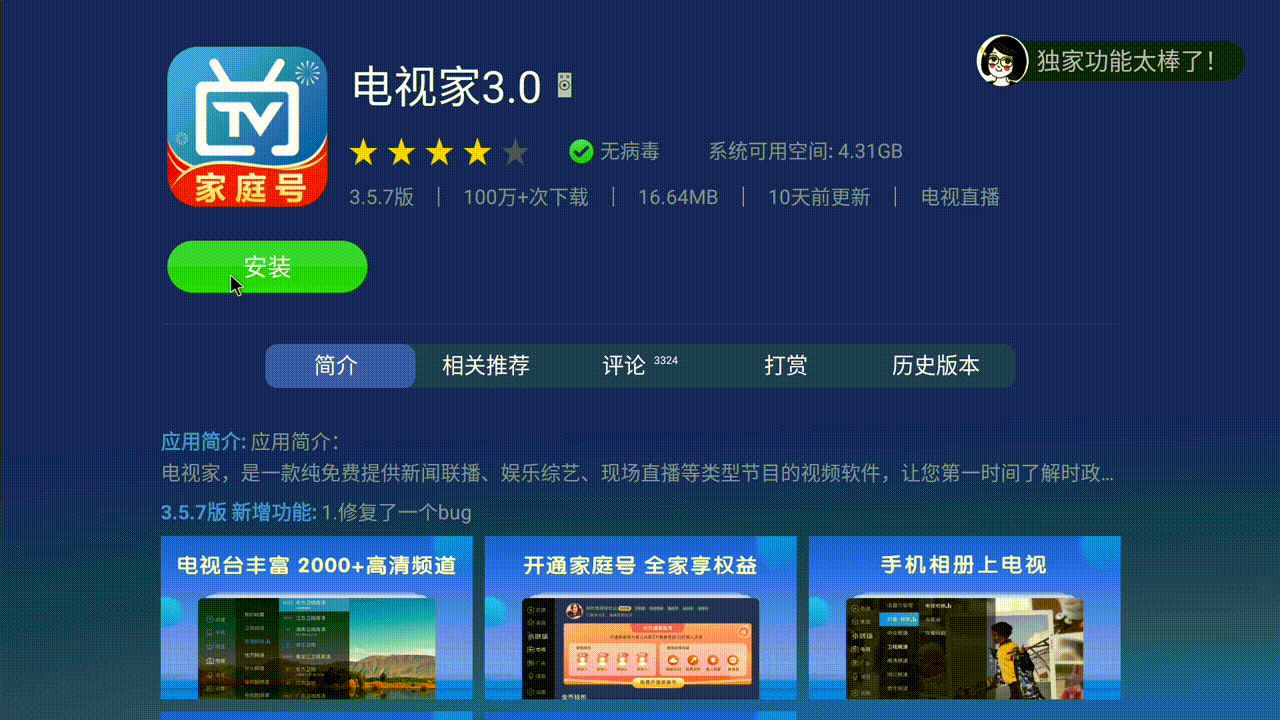 独家功能太棒了！
TV
家庭号
电视家3.0
无病毒
系统可用空间: 4.31GB
3.5.7版
100万+次下载
16.64MB
10天前更新
电视直播
安装
简介
相关推荐
评论 3324
打赏
历史版本
应用简介: 应用简介：
电视家，是一款纯免费提供新闻联播、娱乐综艺、现场直播等类型节目的视频软件，让您第一时间了解时政...
3.5.7版 新增功能: 1.修复了一个bug
电视台丰富 2000+高清频道
开通家庭号 全家享权益
手机相册上电视